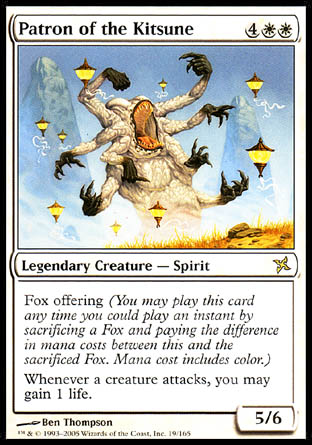 Patron of the Kitsune 4
Legendary Creature — Spirit
Fox offering (You may play this card
any time you could play an instant by
sacrificing a Fox and paying the difference
in mana costs between this and the
sacrificed Fox. Mana cost includes color.)
Whenever a creature attacks, you may
gain 1 life.
Ben Thompson
5/6
™ & © 1993–2005 Wizards of the Coast, Inc. 19/165